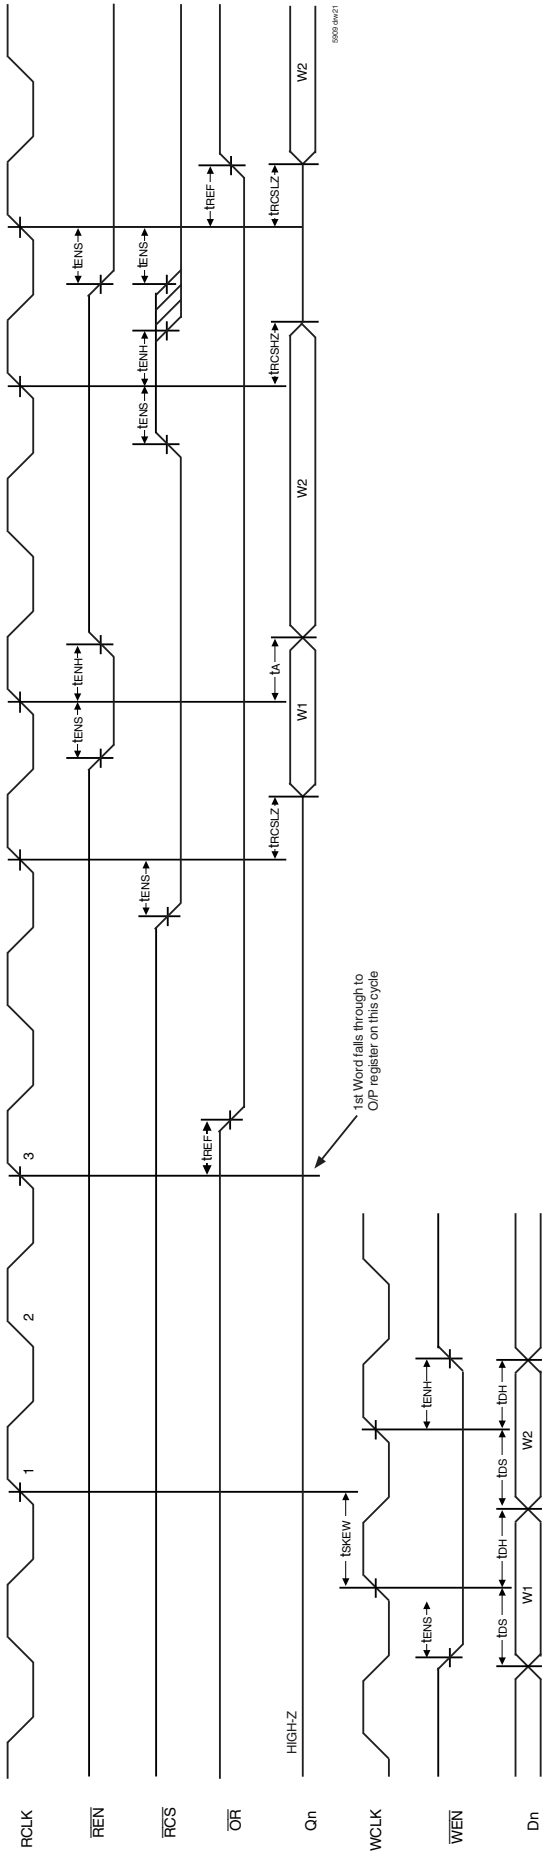 RCLK
1
2
3
REN
tENS
tENH
tENS
RCS
tENS
tENS
tENH
tENS
OR
tREF
tREF
Qn
HIGH-Z
tRCSLZ
W1
tA
W2
tRCSHZ
tRCSLZ
W2
1st Word falls through to
O/P register on this cycle
tSKEW
WCLK
WEN
tENS
tENH
Dn
tDS
tDH
tDS
tDH
W1
W2
5909 drw21